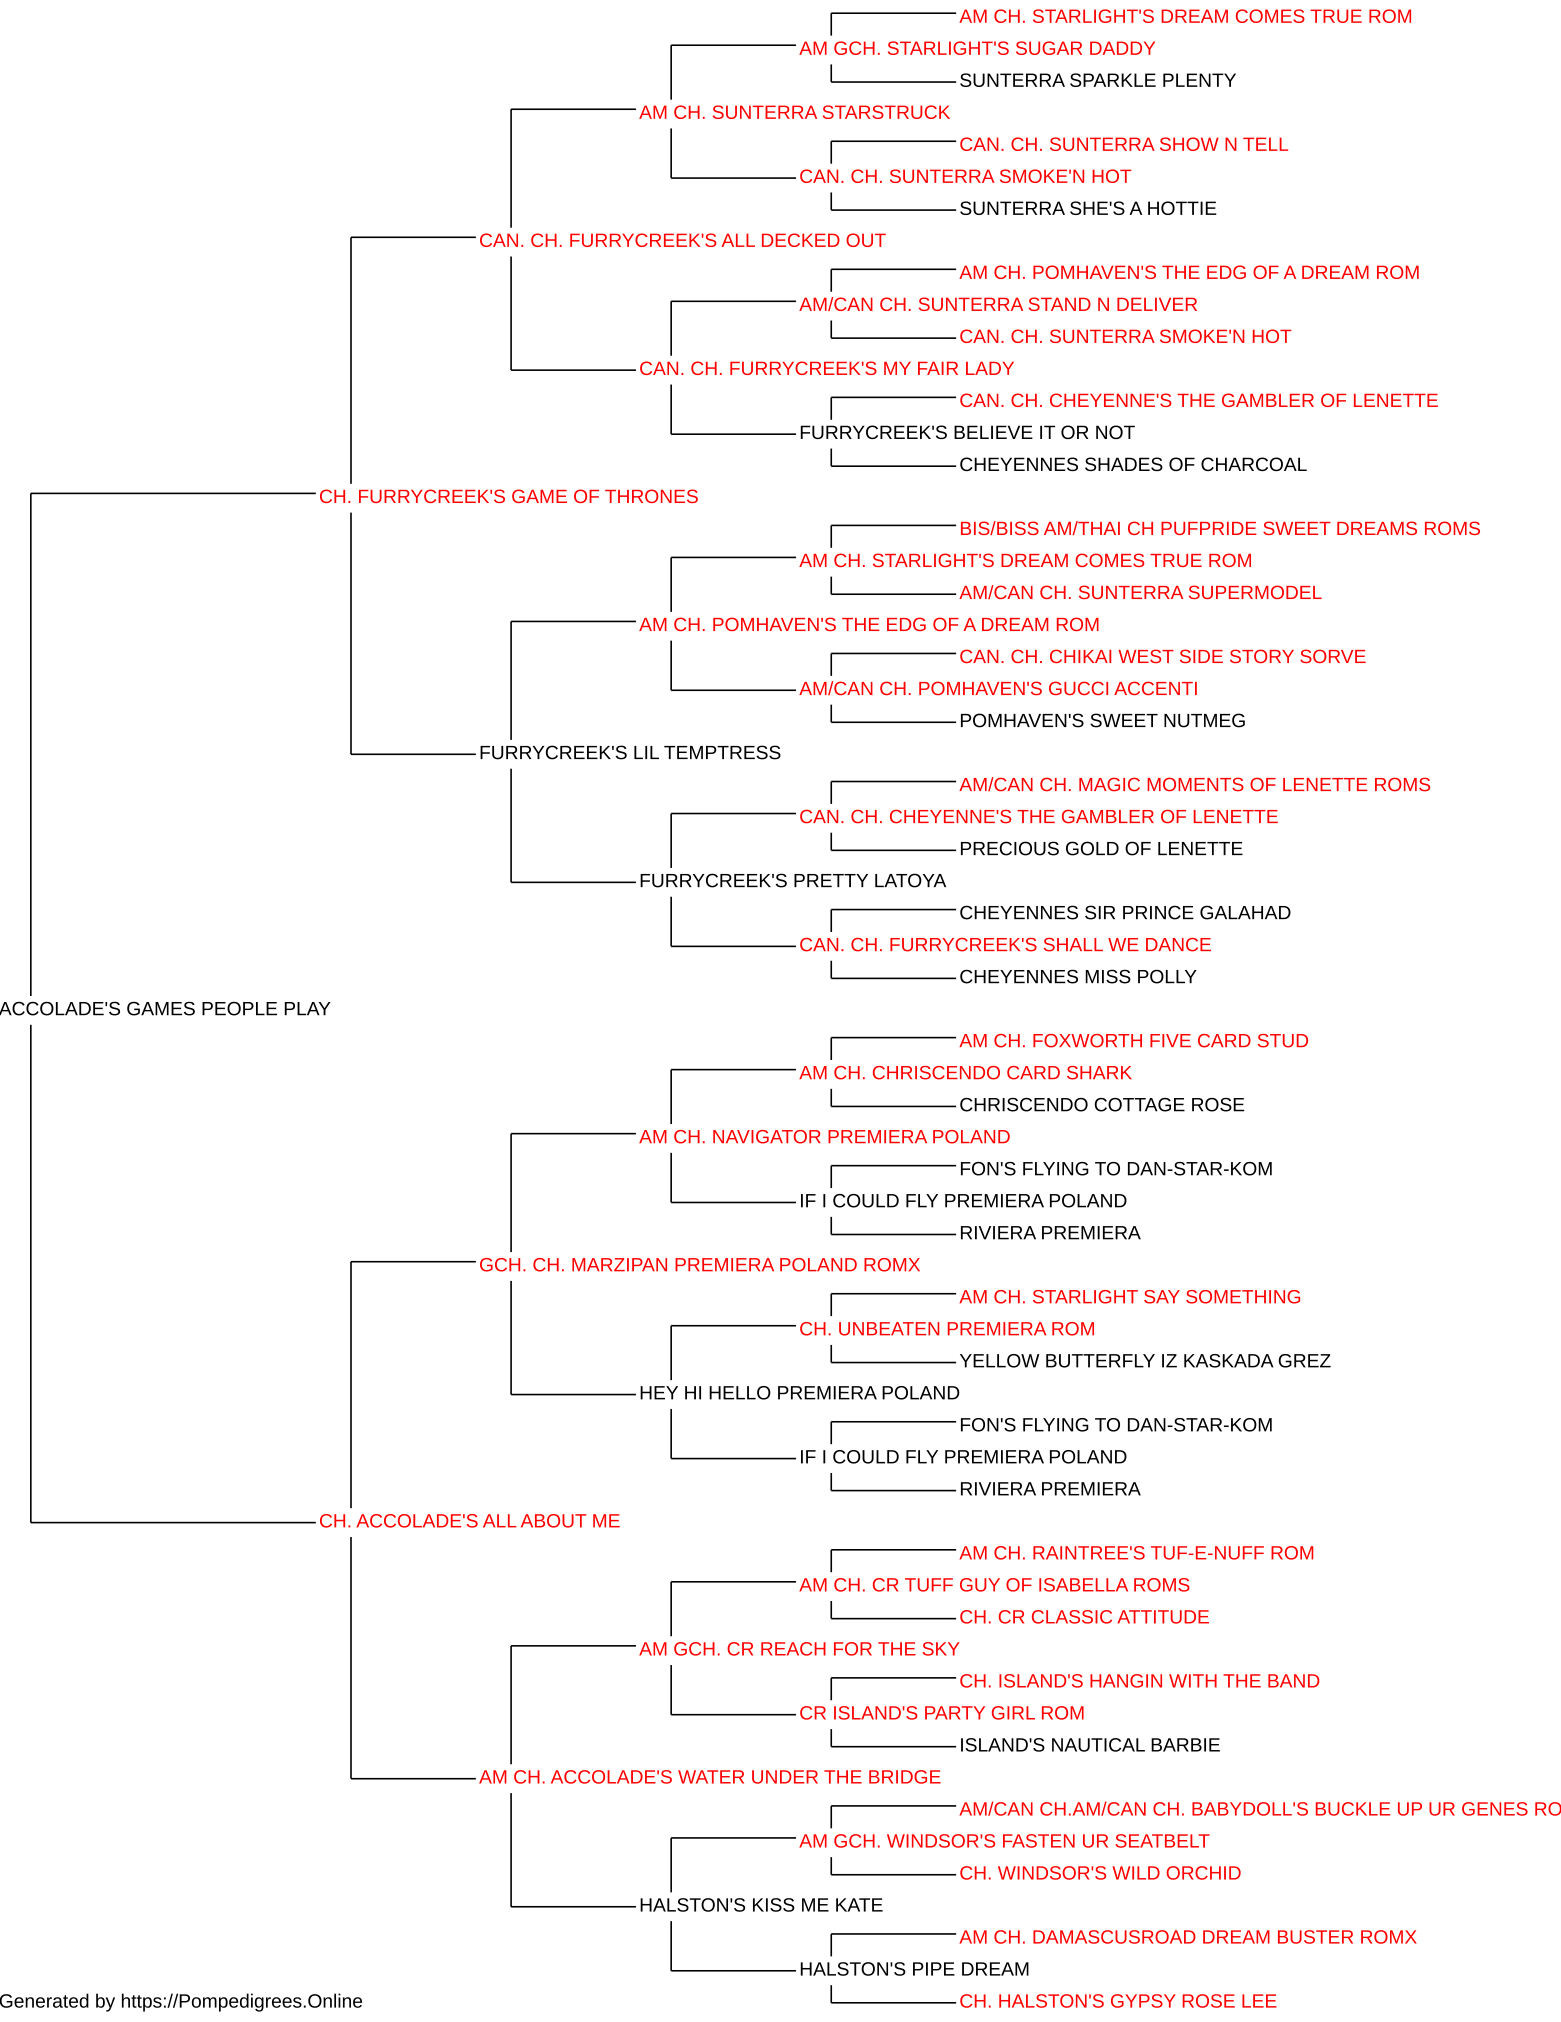 AM CH. STARLIGHT'S DREAM COMES TRUE ROM
AM GCH. STARLIGHT'S SUGAR DADDY
SUNTERRA SPARKLE PLENTY
AM CH. SUNTERRA STARSTRUCK
CAN. CH. SUNTERRA SHOW N TELL
CAN. CH. SUNTERRA SMOKE'N HOT
SUNTERRA SHE'S A HOTTIE
CAN. CH. FURRYCREEK'S ALL DECKED OUT
AM CH. POMHAVEN'S THE EDG OF A DREAM ROM
AM/CAN CH. SUNTERRA STAND N DELIVER
CAN. CH. SUNTERRA SMOKE'N HOT
CAN. CH. FURRYCREEK'S MY FAIR LADY
CAN. CH. CHEYENNE'S THE GAMBLER OF LENETTE
FURRYCREEK'S BELIEVE IT OR NOT
CHEYENNES SHADES OF CHARCOAL
CH. FURRYCREEK'S GAME OF THRONES
BIS/BISS AM/THAI CH PUFPRIDE SWEET DREAMS ROMS
AM CH. STARLIGHT'S DREAM COMES TRUE ROM
AM/CAN CH. SUNTERRA SUPERMODEL
AM CH. POMHAVEN'S THE EDG OF A DREAM ROM
CAN. CH. CHIKAI WEST SIDE STORY SORVE
AM/CAN CH. POMHAVEN'S GUCCI ACCENTI
POMHAVEN'S SWEET NUTMEG
FURRYCREEK'S LIL TEMPTRESS
AM/CAN CH. MAGIC MOMENTS OF LENETTE ROMS
CAN. CH. CHEYENNE'S THE GAMBLER OF LENETTE
PRECIOUS GOLD OF LENETTE
FURRYCREEK'S PRETTY LATOYA
CHEYENNES SIR PRINCE GALAHAD
CAN. CH. FURRYCREEK'S SHALL WE DANCE
CHEYENNES MISS POLLY
ACCOLADE'S GAMES PEOPLE PLAY
AM CH. FOXWORTH FIVE CARD STUD
AM CH. CHRISCENDO CARD SHARK
CHRISCENDO COTTAGE ROSE
AM CH. NAVIGATOR PREMIERA POLAND
FON'S FLYING TO DAN-STAR-KOM
IF I COULD FLY PREMIERA POLAND
RIVIERA PREMIERA
GCH. CH. MARZIPAN PREMIERA POLAND ROMX
AM CH. STARLIGHT SAY SOMETHING
CH. UNBEATEN PREMIERA ROM
YELLOW BUTTERFLY IZ KASKADA GREZ
HEY HI HELLO PREMIERA POLAND
FON'S FLYING TO DAN-STAR-KOM
IF I COULD FLY PREMIERA POLAND
RIVIERA PREMIERA
CH. ACCOLADE'S ALL ABOUT ME
AM CH. RAINTREE'S TUF-E-NUFF ROM
AM CH. CR TUFF GUY OF ISABELLA ROMS
CH. CR CLASSIC ATTITUDE
AM GCH. CR REACH FOR THE SKY
CH. ISLAND'S HANGIN WITH THE BAND
CR ISLAND'S PARTY GIRL ROM
ISLAND'S NAUTICAL BARBIE
AM CH. ACCOLADE'S WATER UNDER THE BRIDGE
AM/CAN CH.AM/CAN CH. BABYDOLL'S BUCKLE UP UR GENES RO
AM GCH. WINDSOR'S FASTEN UR SEATBELT
CH. WINDSOR'S WILD ORCHID
HALSTON'S KISS ME KATE
AM CH. DAMASCUSROAD DREAM BUSTER ROMX
HALSTON'S PIPE DREAM
CH. HALSTON'S GYPSY ROSE LEE
Generated by https://Pompedigrees.Online